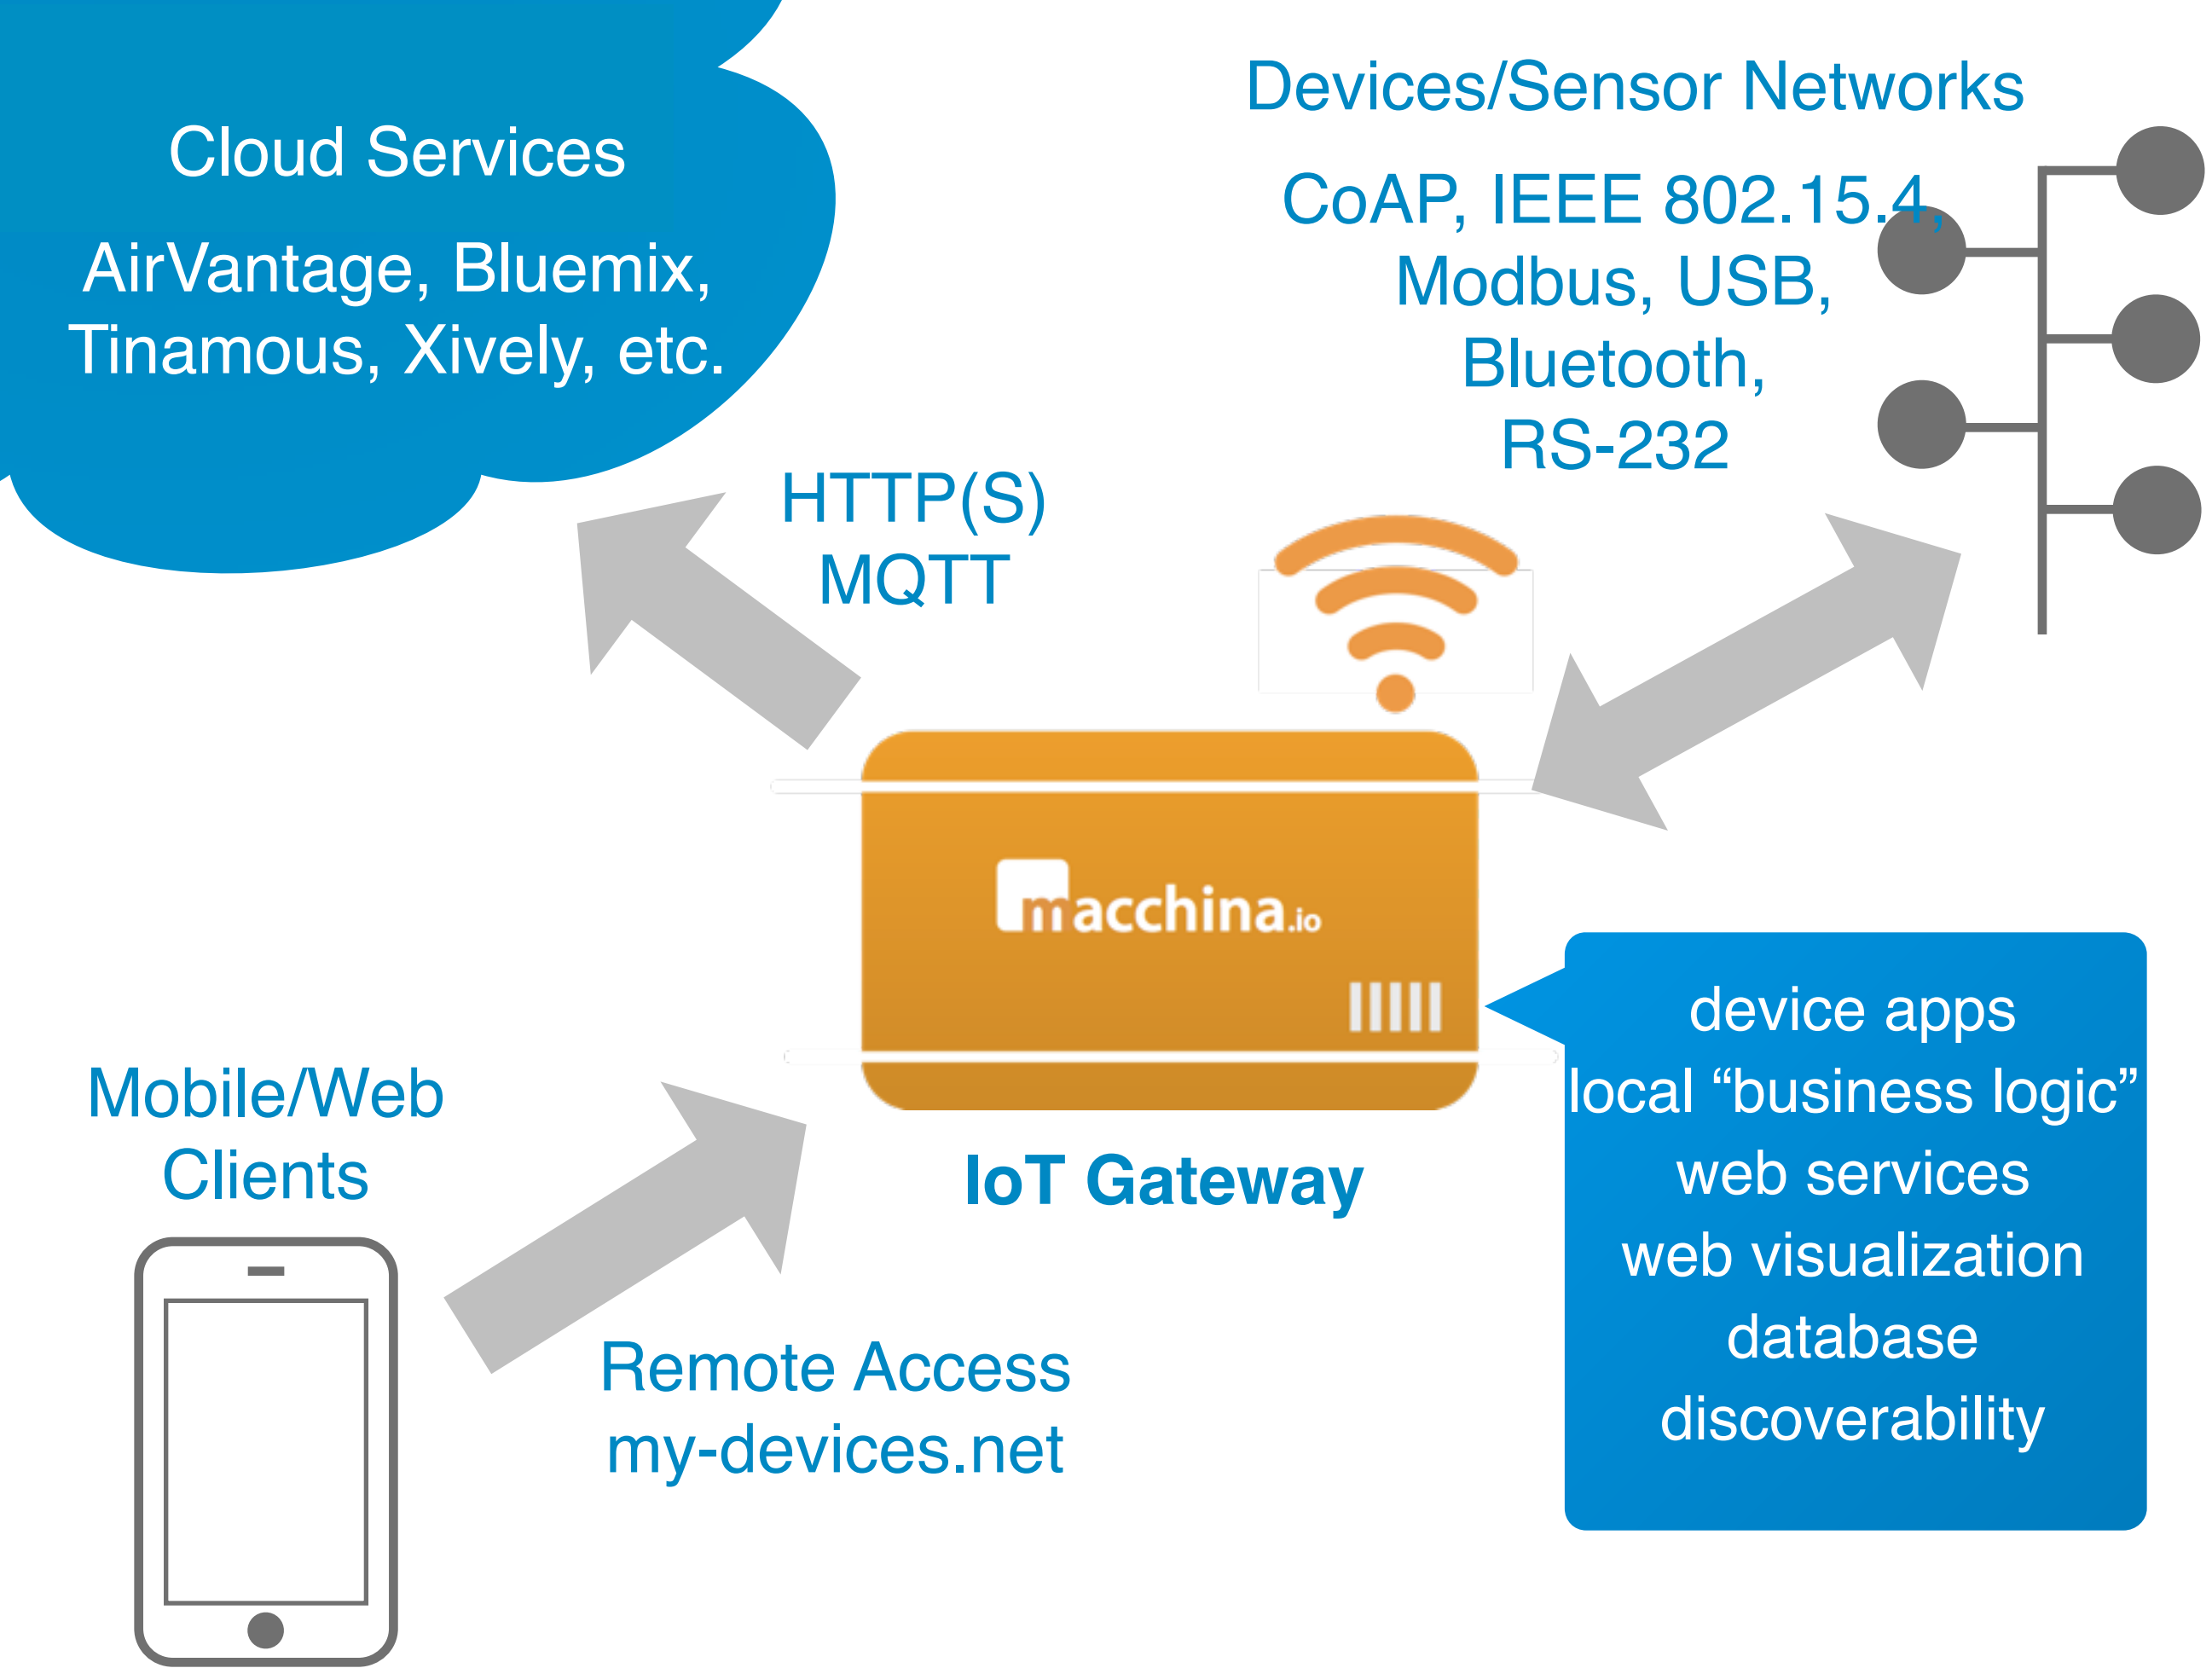 Cloud Services
AirVantage, Bluemix,
Tinamous, Xively, etc.
Devices/Sensor Networks
CoAP, IEEE 802.15.4,
Modbus, USB,
Bluetooth,
RS-232
HTTP(S)
MQTT
macchina.io
IoT Gateway
device apps
local “business logic”
web services
web visualization
database
discoverability
Mobile/Web
Clients
Remote Access
my-devices.net